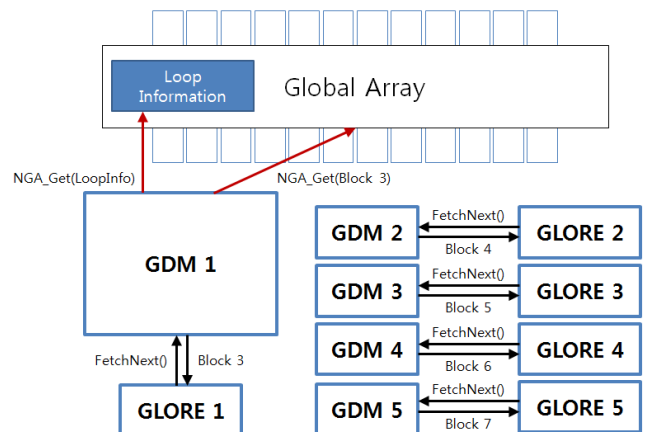 Loop
Information
Global Array
NGA_Get(LoopInfo)
NGA_Get(Block 3)
GDM 1
FetchNext()
Block 3
GLORE 1
GDM 2
FetchNext()
Block 4
GLORE 2
GDM 3
FetchNext()
Block 5
GLORE 3
GDM 4
FetchNext()
Block 6
GLORE 4
GDM 5
FetchNext()
Block 7
GLORE 5